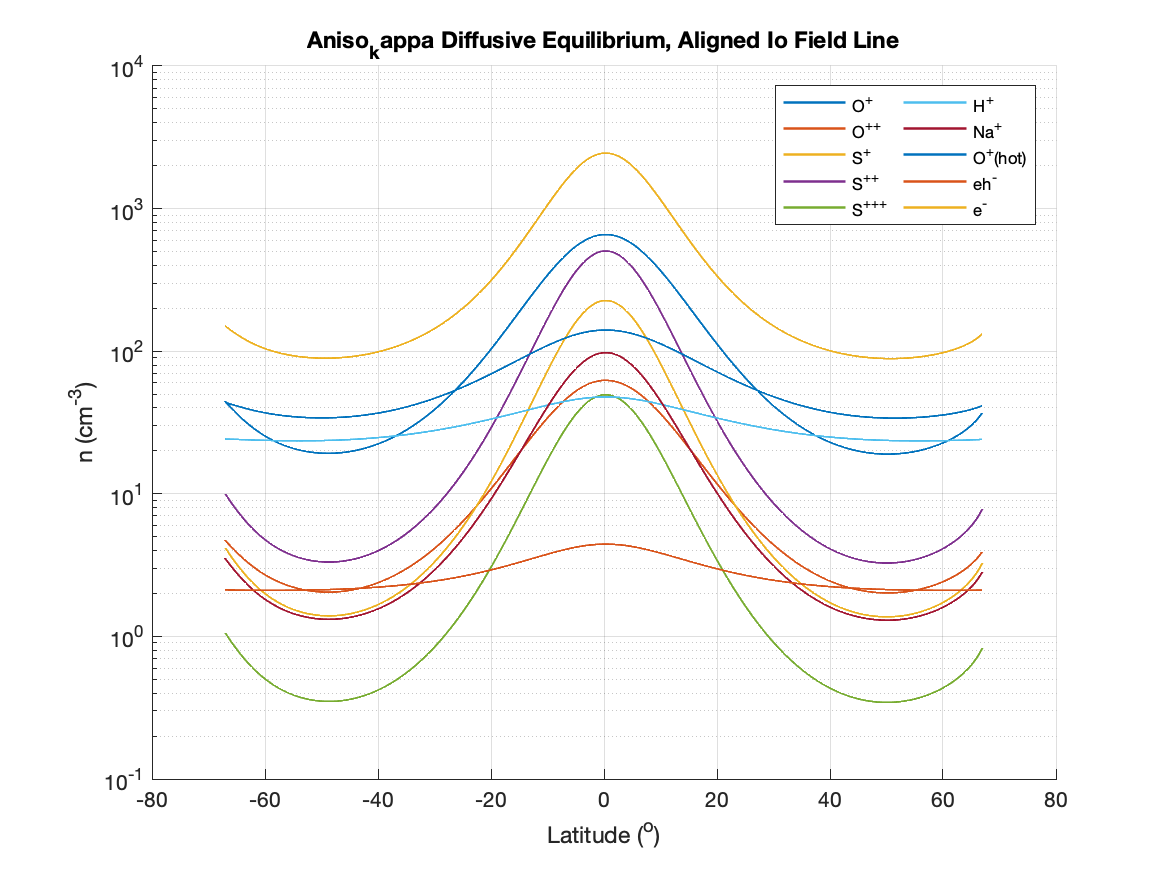 Aniso_kappa Diffusive Equilibrium, Aligned Io Field Line
10^4
10^3
10^2
10^1
10^0
10^-1
n (cm^-3)
O^+
O^++
S^+
S^++
S^+++
H^+
Na^+
O^+(hot)
eh^-
e^-
-80 -60 -40 -20 0 20 40 60 80
Latitude (^o)